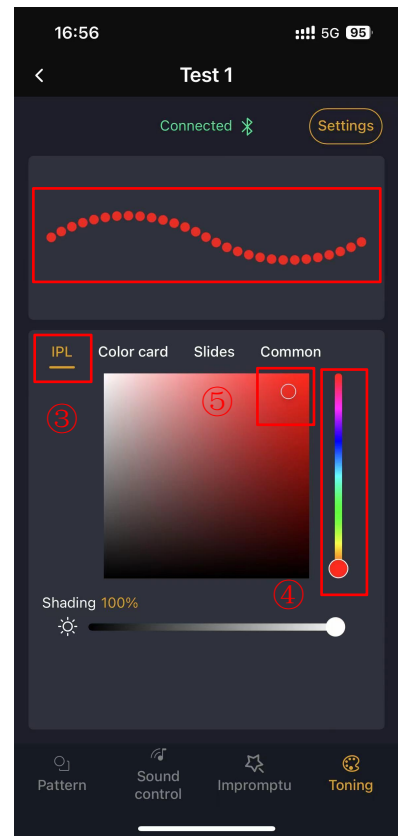 16:56 5G 95
Test 1
Connected Settings
IPL Color card Slides Common
③ ⑤
④
Shading 100%
Pattern Sound control Impromptu Toning